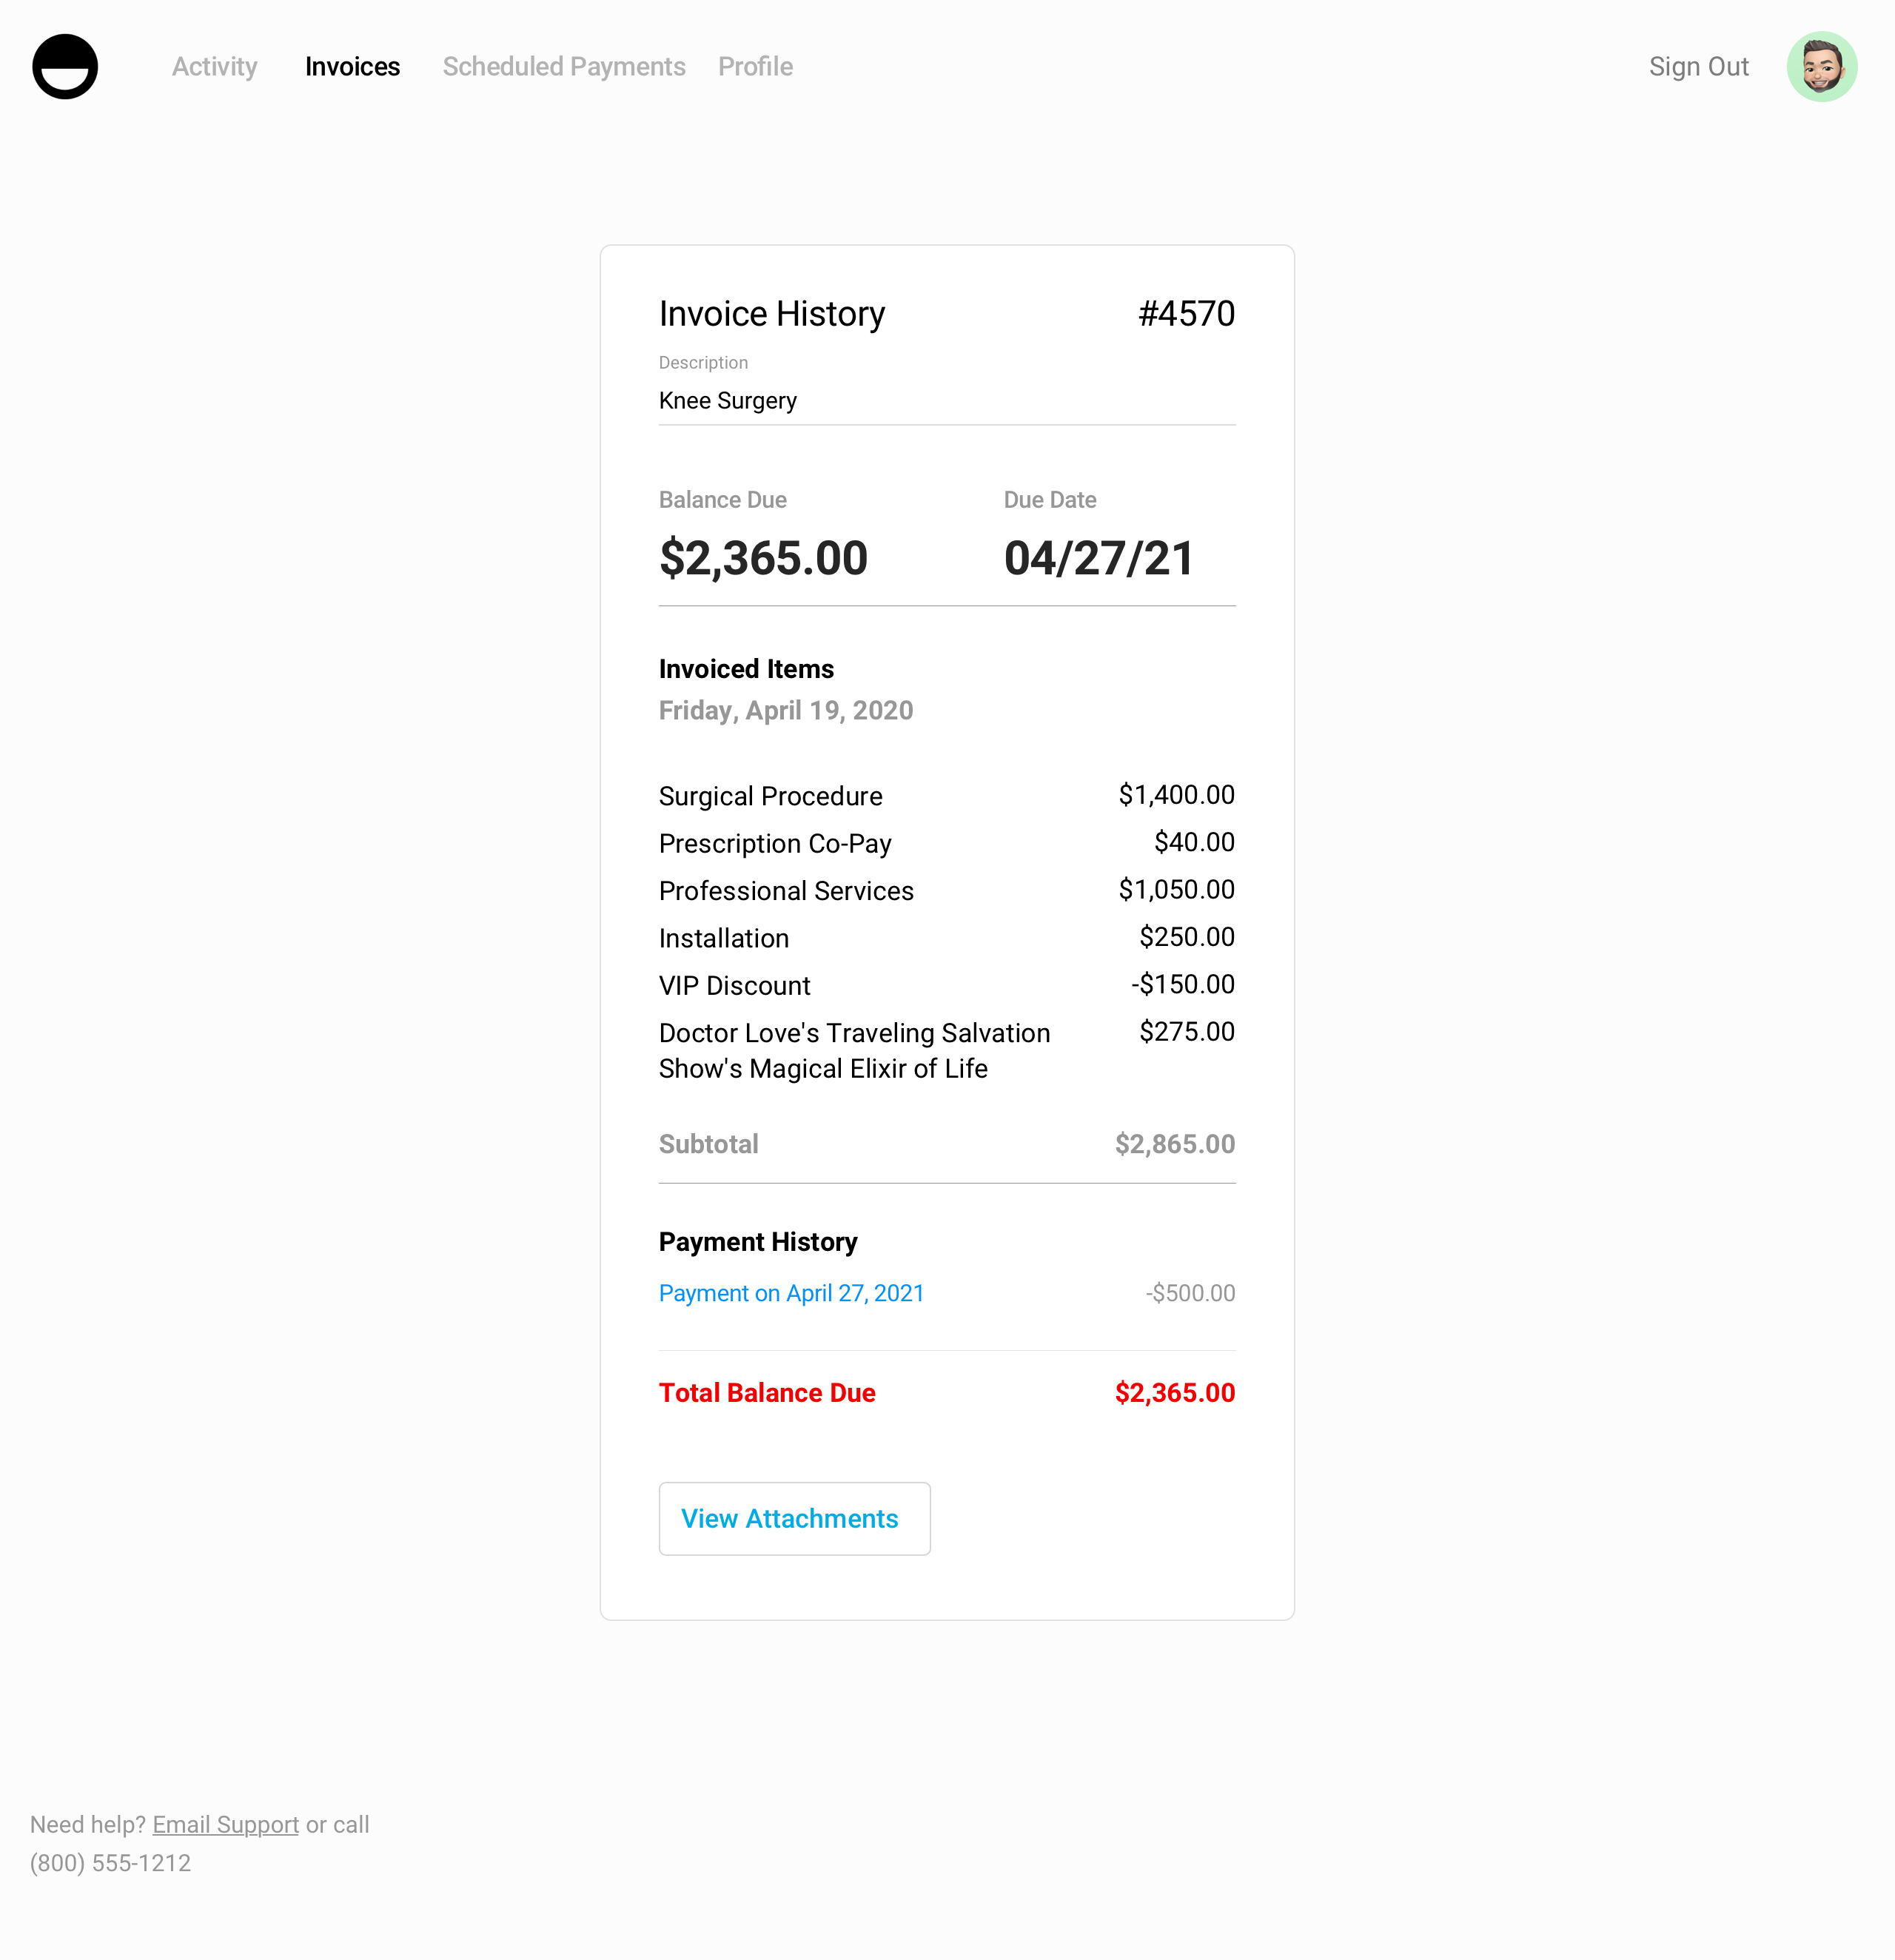 Activity Invoices Scheduled Payments Profile Sign Out
Invoice History #4570
Description
Knee Surgery
Balance Due Due Date
$2,365.00 04/27/21
Invoiced Items
Friday, April 19, 2020
Surgical Procedure $1,400.00
Prescription Co-Pay $40.00
Professional Services $1,050.00
Installation $250.00
VIP Discount -$150.00
Doctor Love's Traveling Salvation $275.00
Show's Magical Elixir of Life
Subtotal $2,865.00
Payment History
Payment on April 27, 2021 -$500.00
Total Balance Due $2,365.00
View Attachments
Need help? Email Support or call
(800) 555-1212